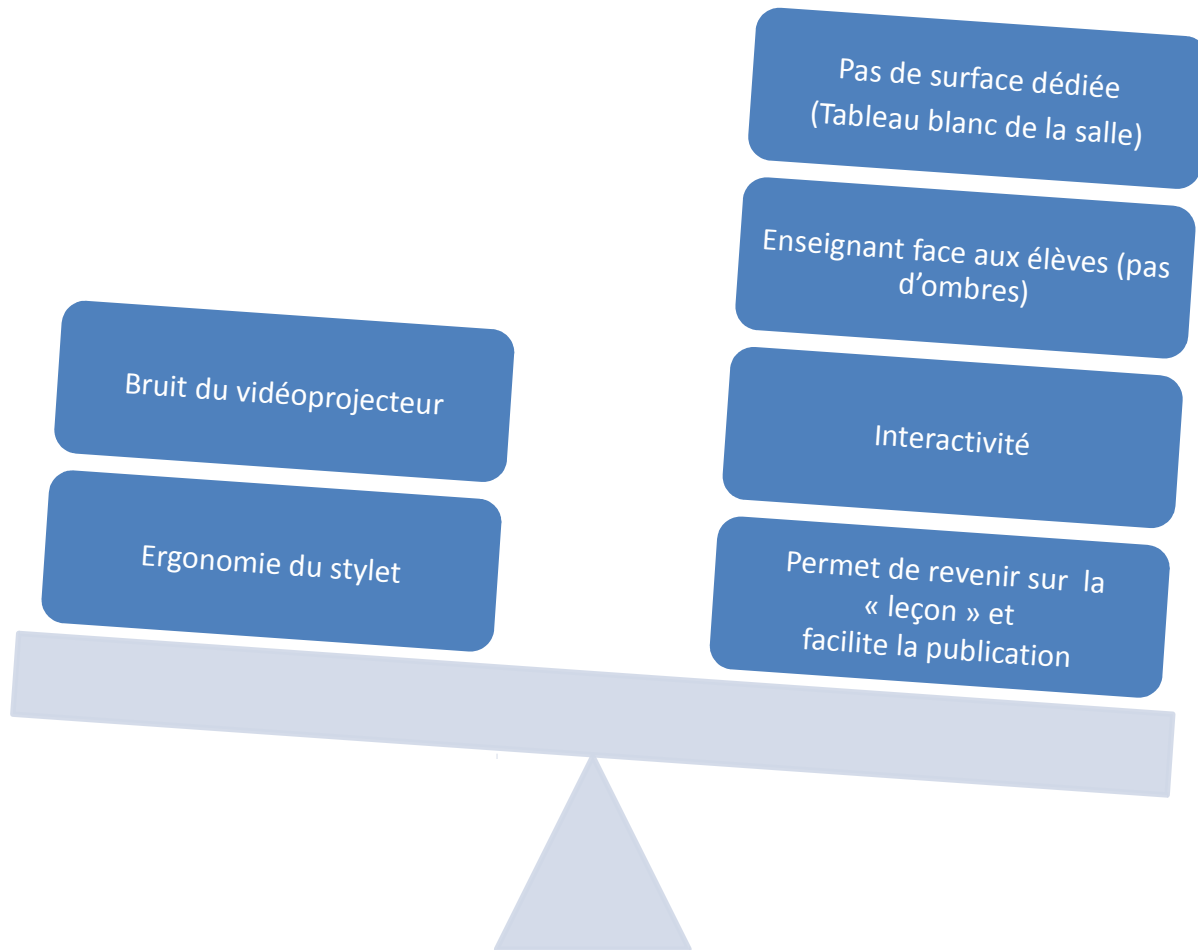 Bruit du vidéoprojecteur
Ergonomie du stylet
Pas de surface dédiée
(Tableau blanc de la salle)
Enseignant face aux élèves (pas
d’ombres)
Interactivité
Permet de revenir sur  la
« leçon » et
facilite la publication